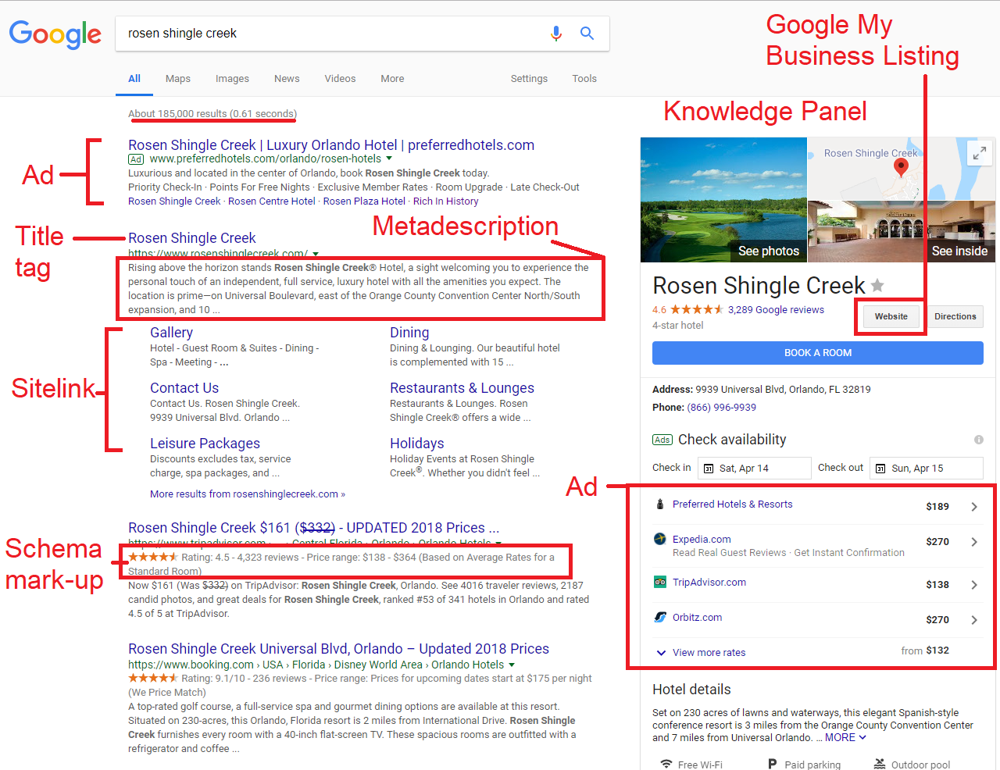 Google
rosen shingle creek
Google My
Business Listing
All Maps Images News Videos More Settings Tools
About 185,000 results (0.61 seconds)
Ad
Rosen Shingle Creek | Luxury Orlando Hotel | preferredhotels.com
Ad www.preferredhotels.com/orlando/rosen-hotels
Luxurious and located in the center of Orlando, book Rosen Shingle Creek today.
Priority Check-In · Points For Free Nights · Exclusive Member Rates · Room Upgrade · Late Check-Out
Rosen Shingle Creek · Rosen Centre Hotel · Rosen Plaza Hotel · Rich In History
Title
tag
Rosen Shingle Creek
https://www.rosenshinglecreek.com/
Metadescription
Rising above the horizon stands Rosen Shingle Creek® Hotel, a sight welcoming you to experience the
personal touch of an independent, full service, luxury hotel with all the amenities you expect. The
location is prime—on Universal Boulevard, east of the Orange County Convention Center North/South
expansion, and 10 ...
Sitelink
Gallery
Hotel - Guest Room & Suites - Dining -
Spa - Meeting - ...
Dining
Dining & Lounging. Our beautiful hotel
is complemented with 15 ...
Contact Us
Contact Us. Rosen Shingle Creek.
9939 Universal Blvd. Orlando ...
Restaurants & Lounges
Restaurants & Lounges. Rosen
Shingle Creek® offers a wide ...
Leisure Packages
Discounts excludes tax, service
charge, spa packages, and ...
Holidays
Holiday Events at Rosen Shingle
Creek®. Whether you didn't feel ...
More results from rosenshinglecreek.com »
Rosen Shingle Creek $161 ($332) - UPDATED 2018 Prices ...
https://www.tripadvisor.com › ... › Central Florida › Orlando › Orlando Hotels
Schema
mark-up
Rating: 4.5 - 4,323 reviews - Price range: $138 - $364 (Based on Average Rates for a
Standard Room)
Now $161 (Was $332) on TripAdvisor: Rosen Shingle Creek, Orlando. See 4016 traveler reviews, 2187
candid photos, and great deals for Rosen Shingle Creek, ranked #53 of 341 hotels in Orlando and rated
4.5 of 5 at TripAdvisor.
Rosen Shingle Creek Universal Blvd, Orlando – Updated 2018 Prices
https://www.booking.com › USA › Florida › Disney World Area › Orlando Hotels
Rating: 9.1/10 - 236 reviews - Price range: Prices for upcoming dates start at $175 per night
(We Price Match)
A top-rated golf course, a full-service spa and gourmet dining options are available at this resort.
Situated on 230-acres, this Orlando, Florida resort is 2 miles from International Drive. Rosen Shingle
Creek furnishes every room with a 40-inch flat-screen TV. These spacious rooms are outfitted with a
refrigerator and coffee ...
Knowledge Panel
Rosen Shingle Creek
See photos
See inside
Rosen Shingle Creek
4.6 3,289 Google reviews
4-star hotel
Website Directions
BOOK A ROOM
Address: 9939 Universal Blvd, Orlando, FL 32819
Phone: (866) 996-9939
Ads Check availability
Check in Sat, Apr 14 Check out Sun, Apr 15
Ad
Preferred Hotels & Resorts $189
Expedia.com $270
Read Real Guest Reviews · Get Instant Confirmation
TripAdvisor.com $138
Orbitz.com $270
View more rates from $132
Hotel details
Set on 230 acres of lawns and waterways, this elegant Spanish-style
conference resort is 3 miles from the Orange County Convention Center
and 7 miles from Universal Orlando. ... MORE
Free Wi-Fi Paid parking Outdoor pool